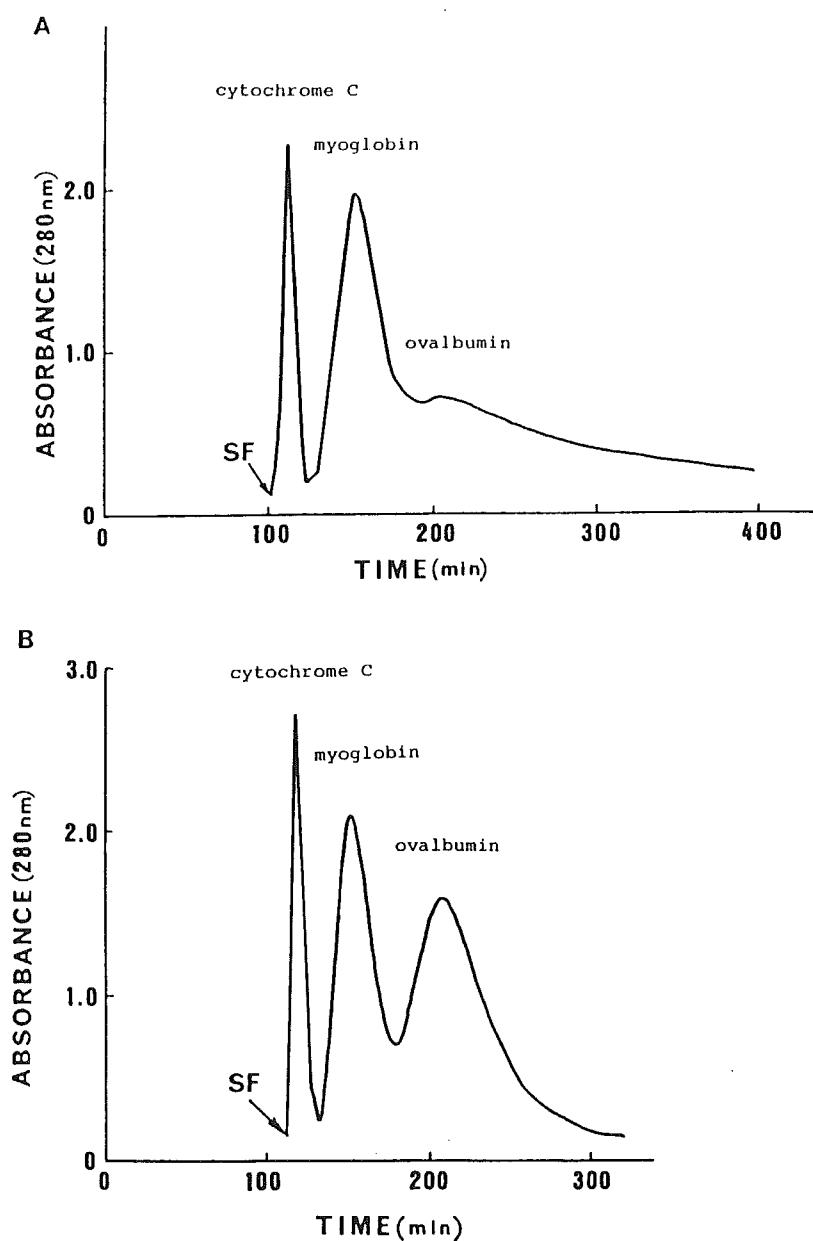 A
cytochrome C
myoglobin
ovalbumin
2.0
1.0
0
SF
ABSORBANCE (280nm)
0 100 200 300 400
TIME (min)
B
3.0
cytochrome C
myoglobin
ovalbumin
2.0
1.0
0
SF
ABSORBANCE (280nm)
100 200 300
TIME (min)